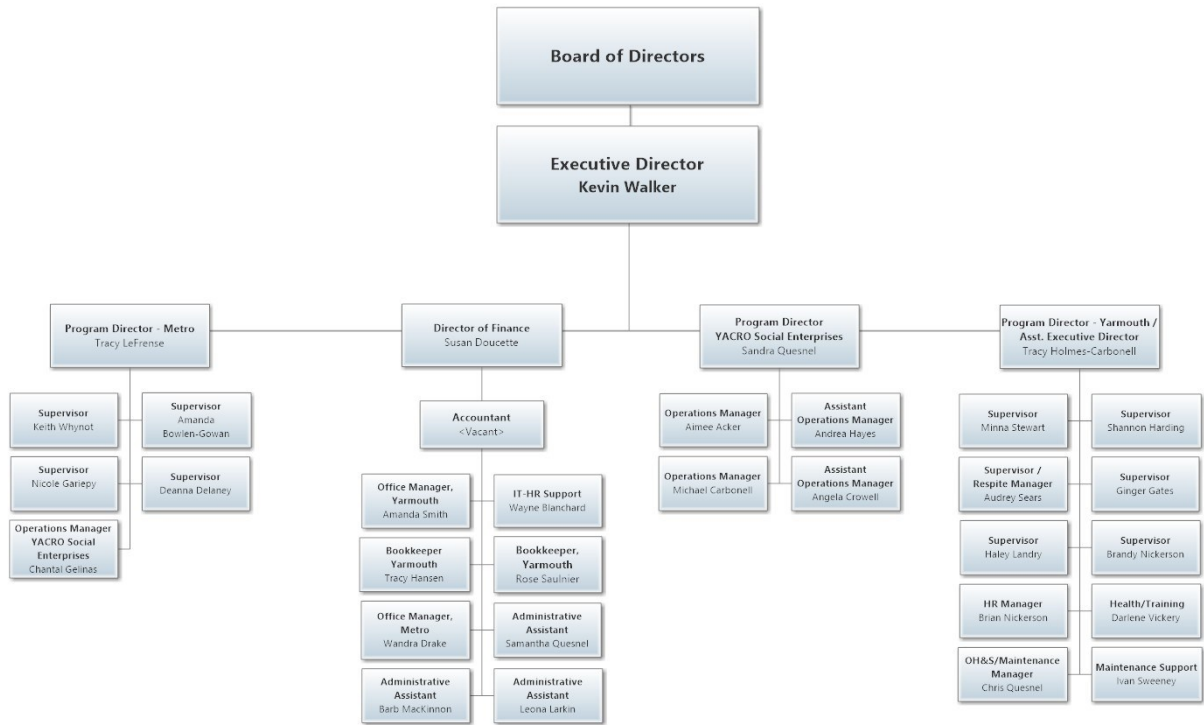 Board of Directors
Executive Director
Kevin Walker
Program Director - Metro
Tracy LeFrense
Director of Finance
Susan Doucette
Program Director
YACRO Social Enterprises
Sandra Quesnel
Program Director - Yarmouth /
Asst. Executive Director
Tracy Holmes-Carbonell
Supervisor
Keith Whynot
Supervisor
Amanda
Bowlen-Gowan
Supervisor
Nicole Gariepy
Supervisor
Deanna Delaney
Operations Manager
YACRO Social
Enterprises
Chantal Gelinas
Accountant
<Vacant>
Office Manager,
Yarmouth
Amanda Smith
IT-HR Support
Wayne Blanchard
Bookkeeper
Yarmouth
Tracy Hansen
Bookkeeper,
Yarmouth
Rose Saulnier
Office Manager,
Metro
Wandra Drake
Administrative
Assistant
Samantha Quesnel
Administrative
Assistant
Barb MacKinnon
Administrative
Assistant
Leona Larkin
Operations Manager
Aimee Acker
Assistant
Operations Manager
Andrea Hayes
Operations Manager
Michael Carbonell
Assistant
Operations Manager
Angela Crowell
Supervisor
Minna Stewart
Supervisor
Shannon Harding
Supervisor /
Respite Manager
Audrey Sears
Supervisor
Ginger Gates
Supervisor
Haley Landry
Supervisor
Brandy Nickerson
HR Manager
Brian Nickerson
Health/Training
Darlene Vickery
OH&S/Maintenance
Manager
Chris Quesnel
Maintenance Support
Ivan Sweeney